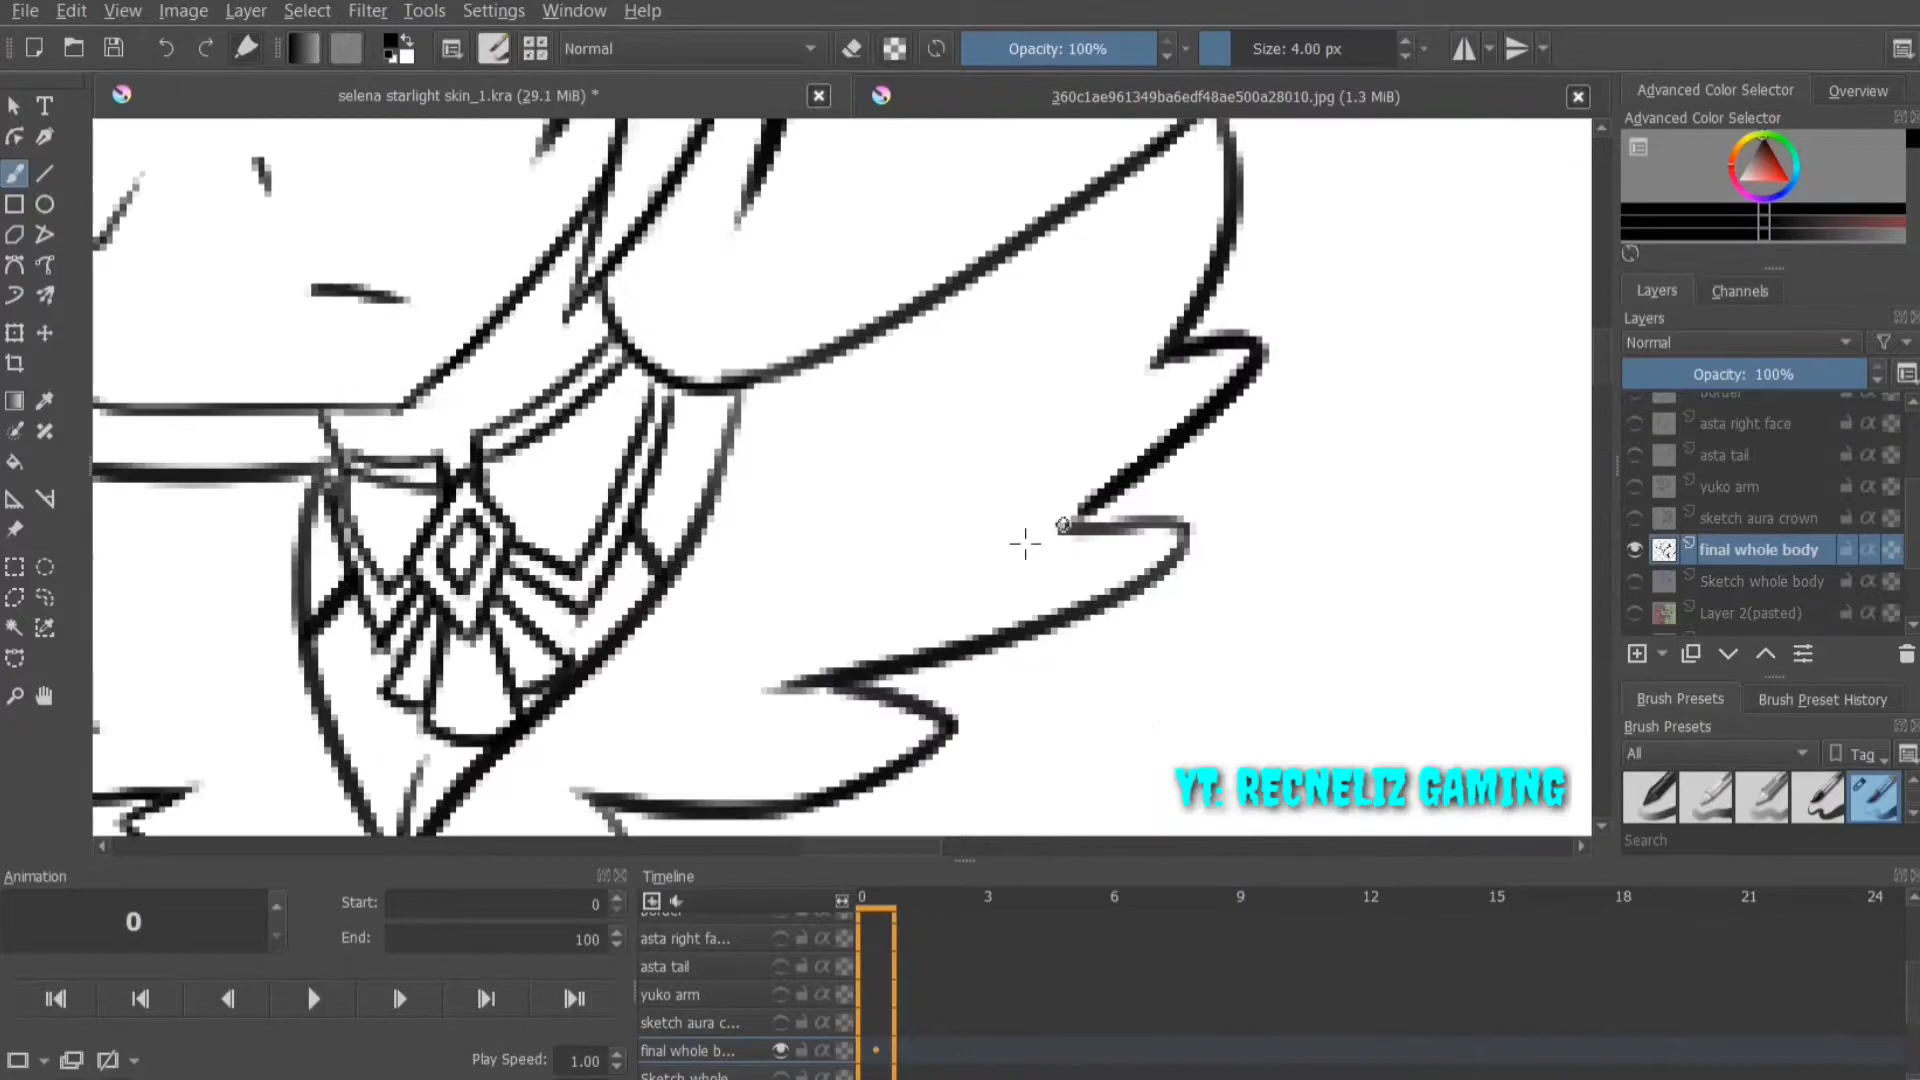 File Edit View Image Layer Select Filter Tools Settings Window Help
Normal
Opacity: 100%
Size: 4.00 px
selena starlight skin_1.kra (29.1 MiB) *
360c1ae961349ba6edf48ae500a28010.jpg (1.3 MiB)
Advanced Color Selector
Overview
Advanced Color Selector
Layers
Channels
Layers
Normal
Opacity: 100%
border
asta right face
asta tail
yuko arm
sketch aura crown
final whole body
Sketch whole body
Layer 2(pasted)
Brush Presets
Brush Preset History
Brush Presets
All
Tag
Search
YT: RECNELIZ GAMING
Animation
0
Start: 0
End: 100
Play Speed: 1.00
Timeline
0 3 6 9 12 15 18 21 24
border
asta right fa...
asta tail
yuko arm
sketch aura c...
final whole b...
Sketch whole